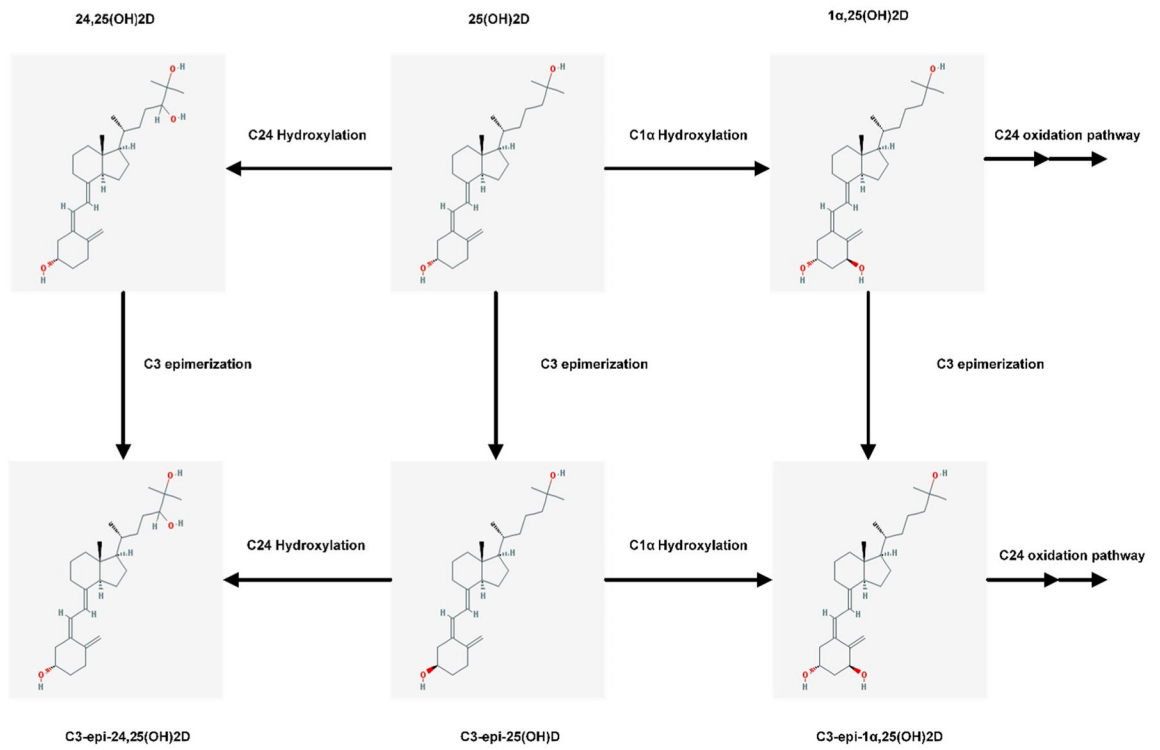 24,25(OH)2D
25(OH)2D
1α,25(OH)2D
C24 Hydroxylation
C1α Hydroxylation
C24 oxidation pathway
O-H
O-H
H
H
H
H
H
O
H
O-H
H
H
H
H
O
H
O-H
H
H
H
H
O
H
O
H
C3 epimerization
C3 epimerization
C3 epimerization
C24 Hydroxylation
C1α Hydroxylation
C24 oxidation pathway
O-H
O-H
H
H
H
H
H
O
H
O-H
H
H
H
H
O
H
O-H
H
H
H
H
O
H
O
H
C3-epi-24,25(OH)2D
C3-epi-25(OH)D
C3-epi-1α,25(OH)2D